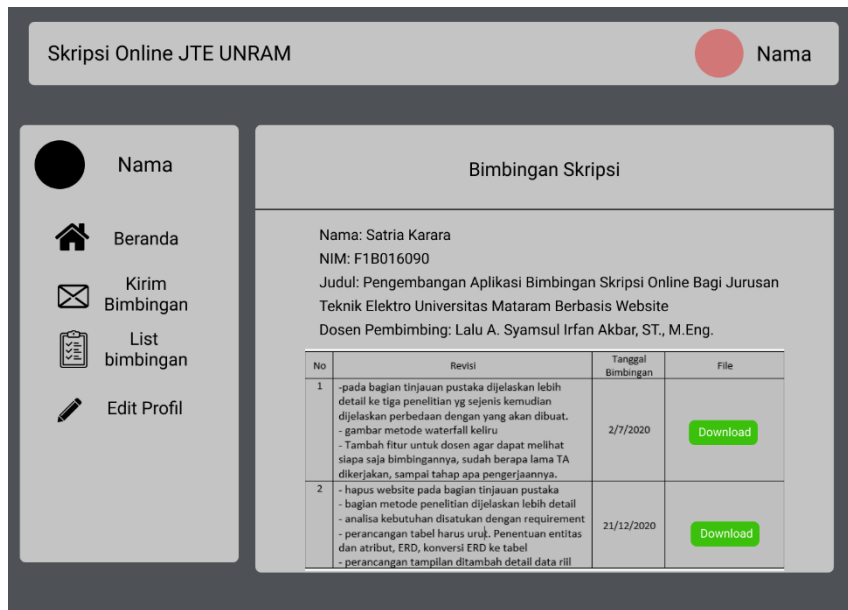 Skripsi Online JTE UNRAM
Nama
Nama
Beranda
Kirim
Bimbingan
List
bimbingan
Edit Profil
Bimbingan Skripsi
Nama: Satria Karara
NIM: F1B016090
Judul: Pengembangan Aplikasi Bimbingan Skripsi Online Bagi Jurusan
Teknik Elektro Universitas Mataram Berbasis Website
Dosen Pembimbing: Lalu A. Syamsul Irfan Akbar, ST., M.Eng.
No Revisi Tanggal Bimbingan File
1 -pada bagian tinjauan pustaka dijelaskan lebih
detail ke tiga penelitian yg sejenis kemudian
dijelaskan perbedaan dengan yang akan dibuat.
- gambar metode waterfall keliru
- Tambah fitur untuk dosen agar dapat melihat
siapa saja bimbingannya, sudah berapa lama TA
dikerjakan, sampai tahap apa pengerjaannya.
2/7/2020
Download
2 - hapus website pada bagian tinjauan pustaka
- bagian metode penelitian dijelaskan lebih detail
- analisa kebutuhan disatukan dengan requirement
- perancangan tabel harus urut. Penentuan entitas
dan atribut, ERD, konversi ERD ke tabel
- perancangan tampilan ditambah detail data riil
21/12/2020
Download